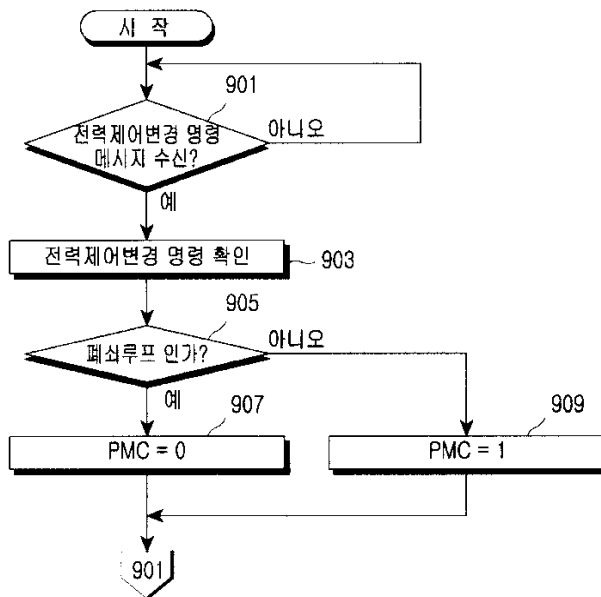 시 작
901
전력제어변경 명령
메시지 수신?
아니오
예
전력제어변경 명령 확인
903
905
폐쇄루프 인가?
아니오
예
907
909
PMC = 0
PMC = 1
901